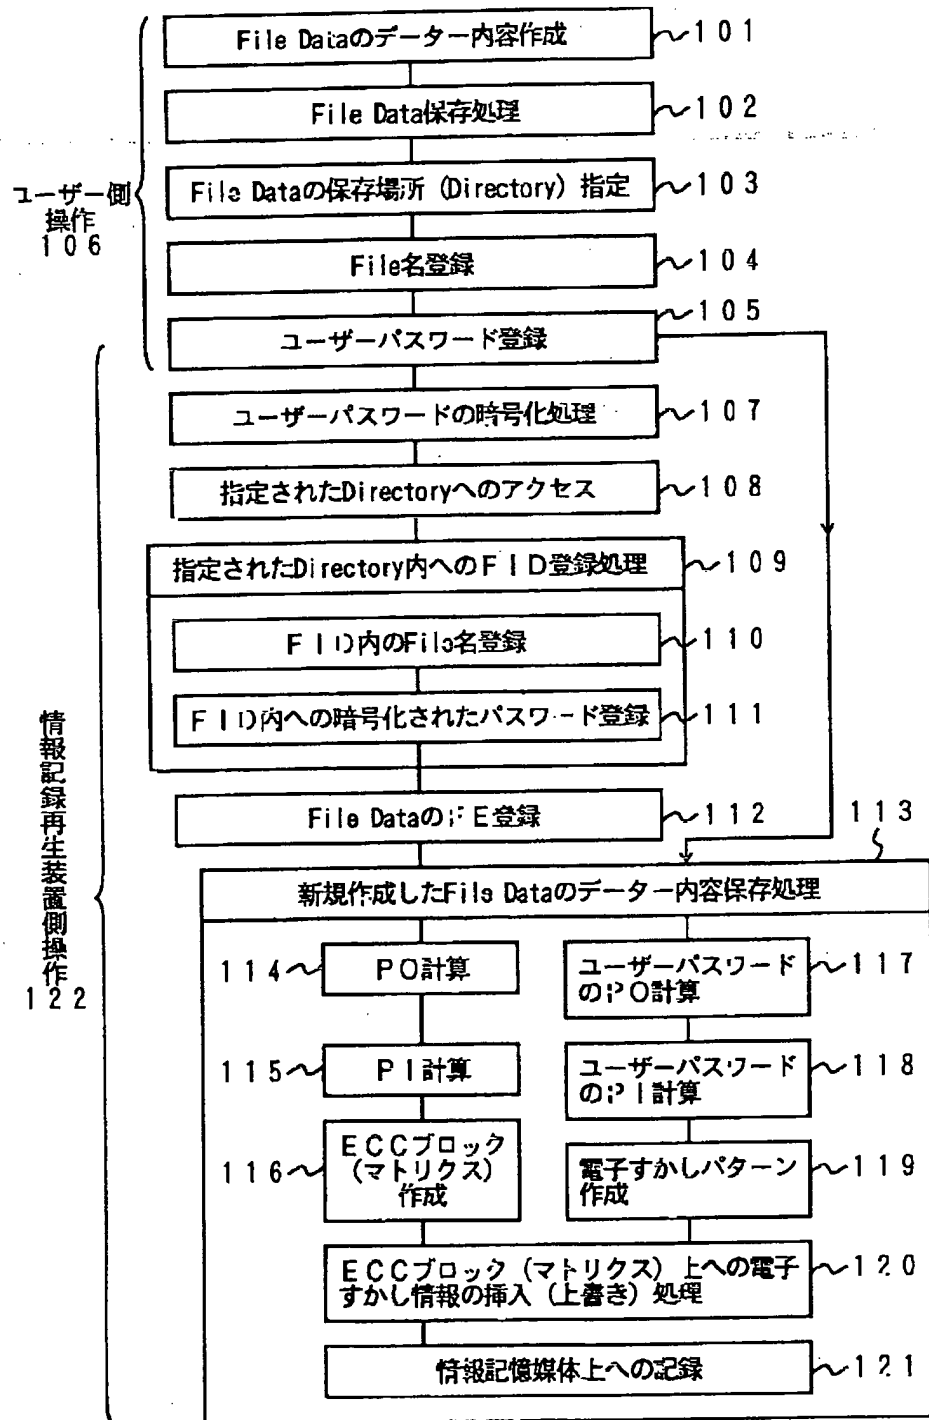 File Dataのデーター内容作成
101
File Data保存処理
102
File Dataの保存場所（Directory）指定
103
ユーザー側
操作
106
File名登録
104
ユーザーパスワード登録
105
ユーザーパスワードの暗号化処理
107
指定されたDirectoryへのアクセス
108
指定されたDirectory内へのFID登録処理
109
FID内のFile名登録
110
FID内への暗号化されたパスワード登録
111
情報記録再生装置側操作
122
File DataのFE登録
112
113
新規作成したFile Dataのデーター内容保存処理
114
PO計算
ユーザーパスワード
のPO計算
117
115
PI計算
ユーザーパスワード
のPI計算
118
116
ECCブロック
（マトリクス）
作成
電子すかしパターン
作成
119
ECCブロック（マトリクス）上への電子
すかし情報の挿入（上書き）処理
120
情報記憶媒体上への記録
121